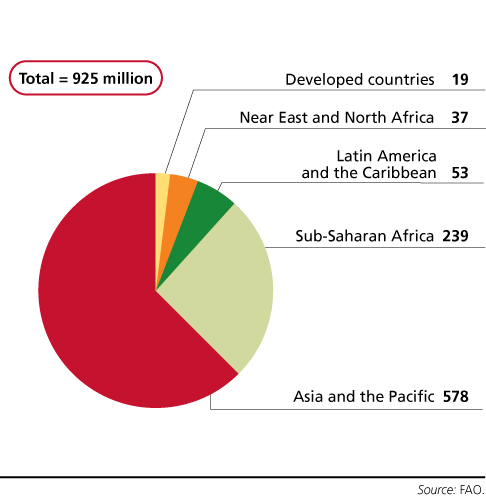 Total = 925 million
Developed countries 19
Near East and North Africa 37
Latin America
and the Caribbean 53
Sub-Saharan Africa 239
Asia and the Pacific 578
Source: FAO.